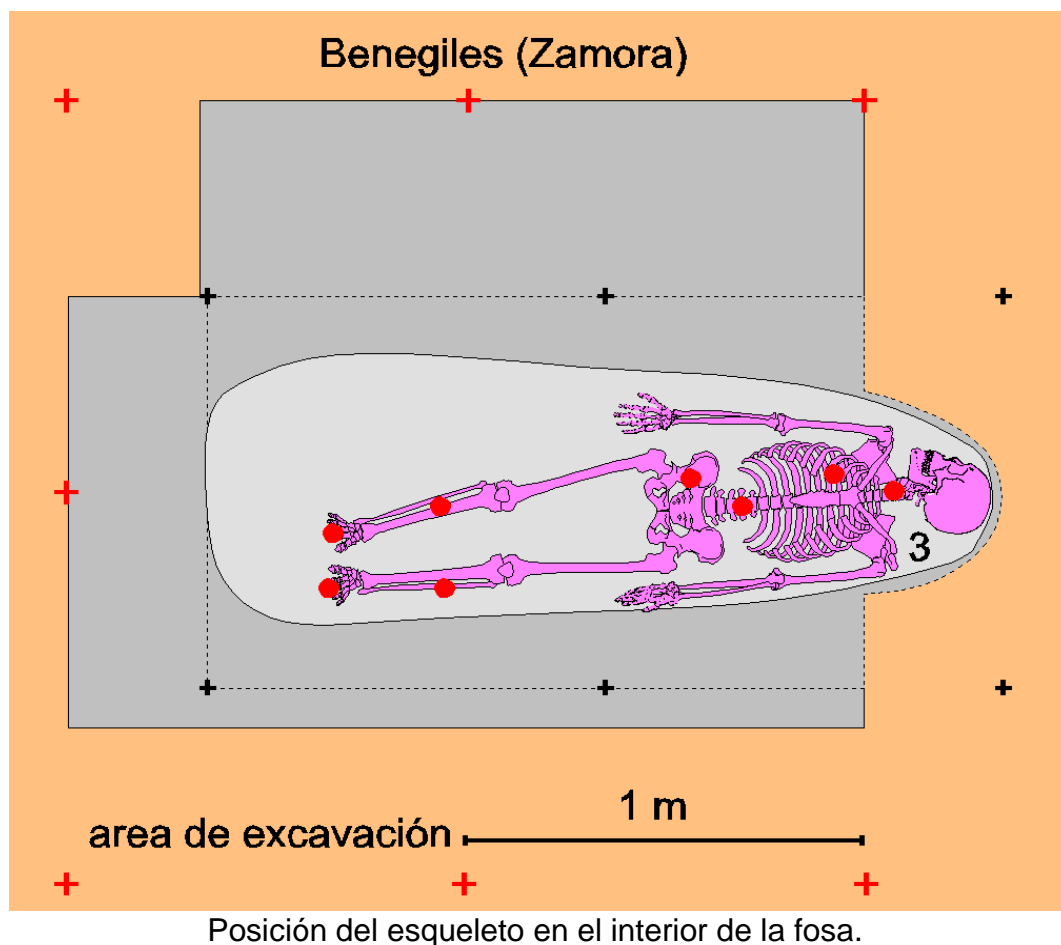 Benegiles (Zamora)
3
1 m
area de excavación
Posición del esqueleto en el interior de la fosa.